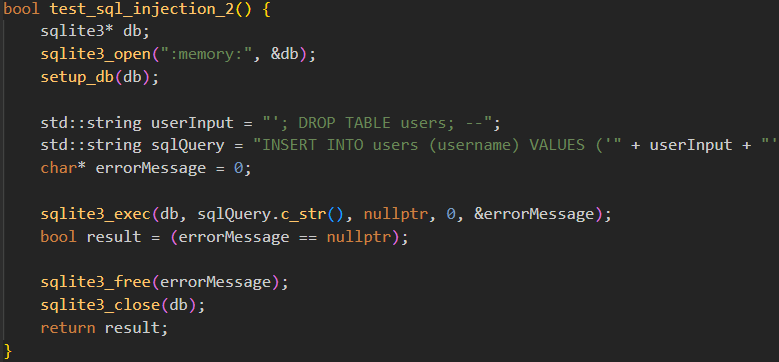 bool test_sql_injection_2() {
    sqlite3* db;
    sqlite3_open(":memory:", &db);
    setup_db(db);

    std::string userInput = "'; DROP TABLE users; --";
    std::string sqlQuery = "INSERT INTO users (username) VALUES ('" + userInput + "'
    char* errorMessage = 0;

    sqlite3_exec(db, sqlQuery.c_str(), nullptr, 0, &errorMessage);
    bool result = (errorMessage == nullptr);

    sqlite3_free(errorMessage);
    sqlite3_close(db);
    return result;
}